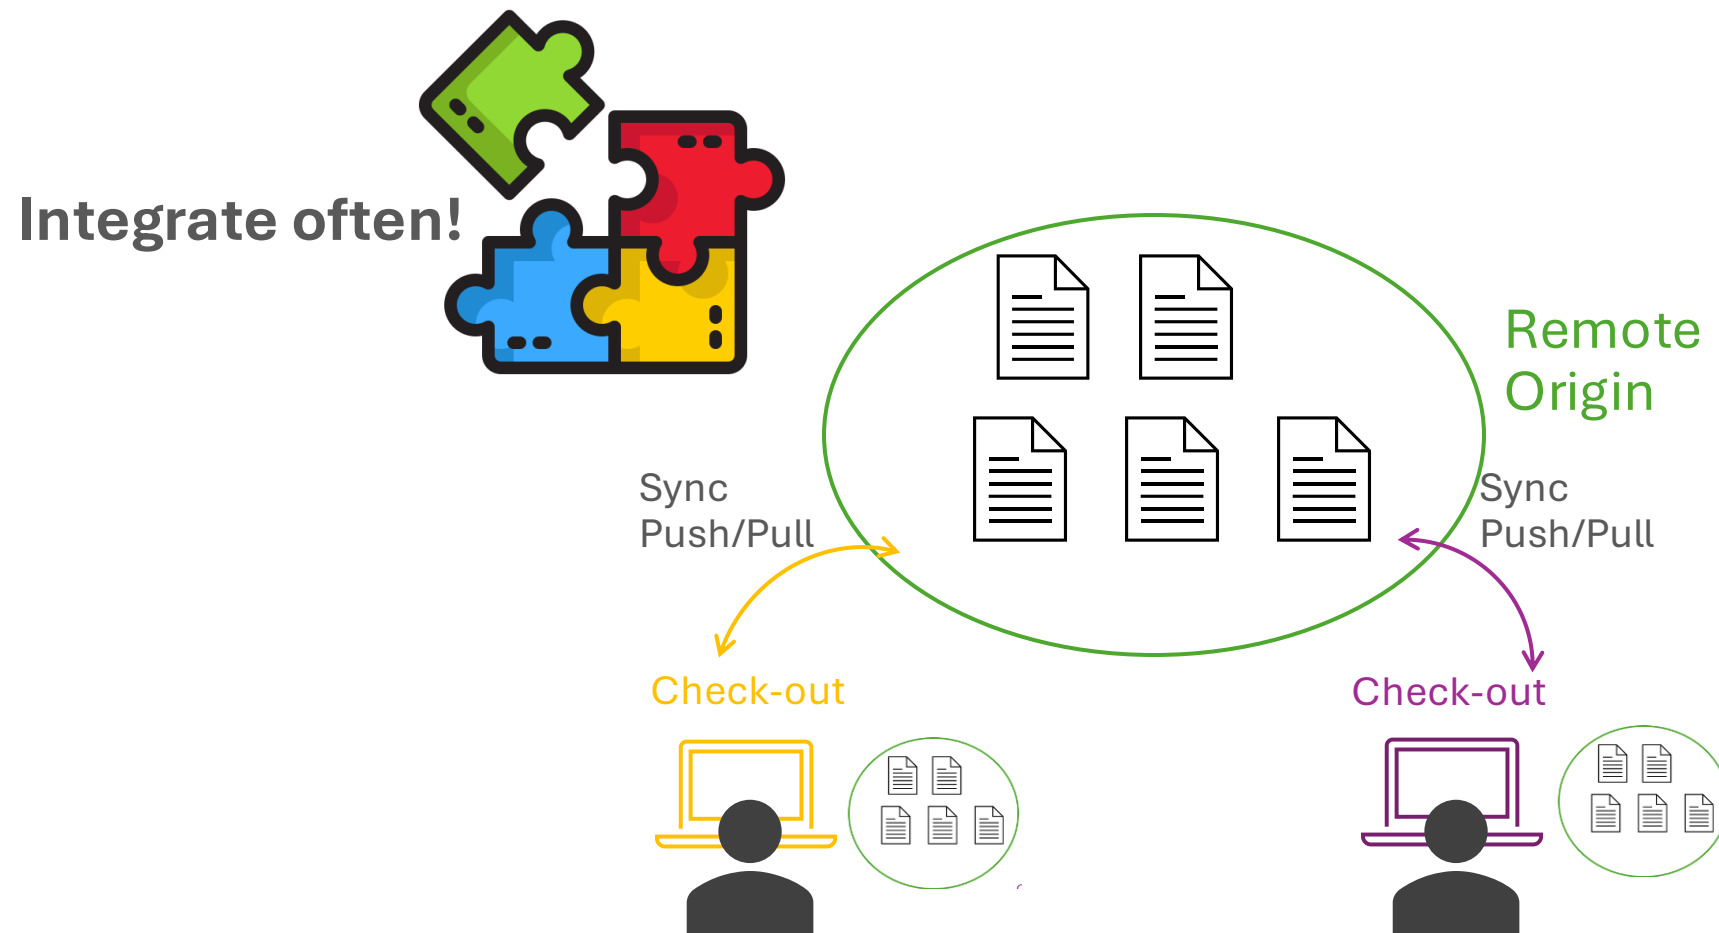 Integrate often!
Remote
Origin
Sync
Push/Pull
Sync
Push/Pull
Check-out
Check-out